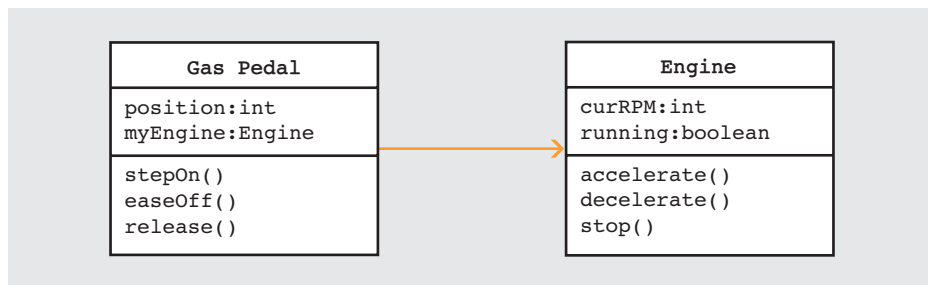 Gas Pedal
position:int
myEngine:Engine
stepOn()
easeOff()
release()
Engine
curRPM:int
running:boolean
accelerate()
decelerate()
stop()